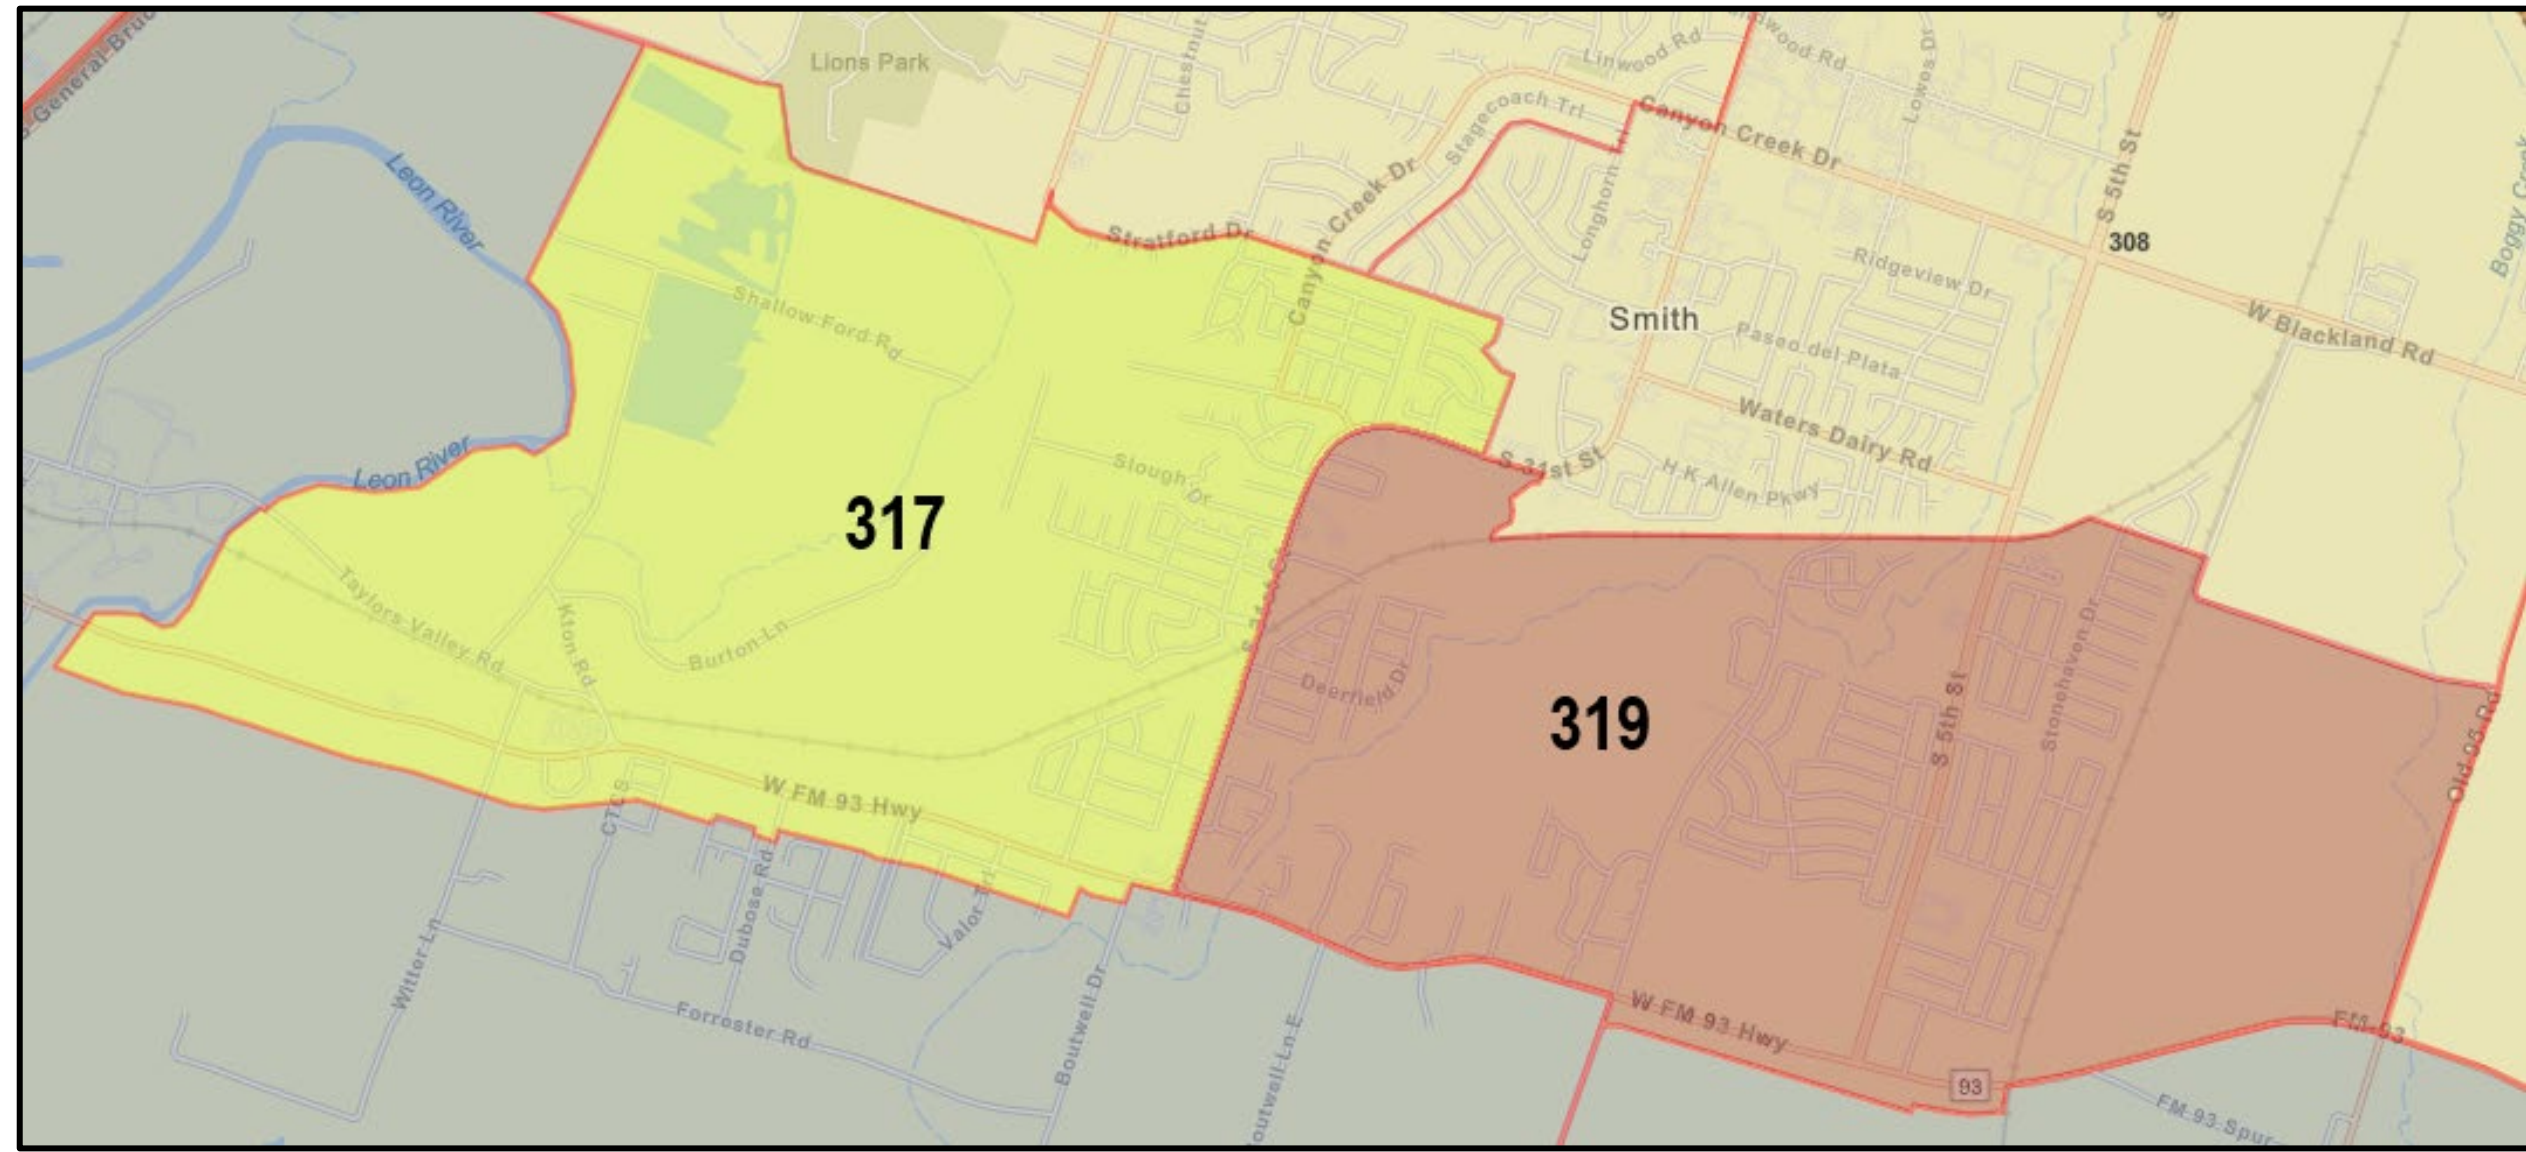 Lions Park
Chestnut
Linwood Rd
Lowes Dr
Stagecoach Trl
Canyon Creek Dr
S 5th St
Leon River
Canyon Creek Dr
Longhorn
Stratford Dr
308
Boggy Creek
Ridgeview Dr
Shallow Ford Rd
Smith
W Blackland Rd
Paseo del Plata
Waters Dairy Rd
Leon River
Slough Dr
S 31st St
H K Allen Pkwy
317
Taylors Valley Rd
Kton Rd
Burton Ln
S 31st St
Deerfield Dr
319
S 5th St
Stonehaven Dr
Old 95 Rd
W FM 93 Hwy
CTCS
Dubose Rd
Valor Trl
Witter Ln
Forrester Rd
Boutwell Dr
outwell Ln E
W FM 93 Hwy
FM-93
93
FM 93 Spur